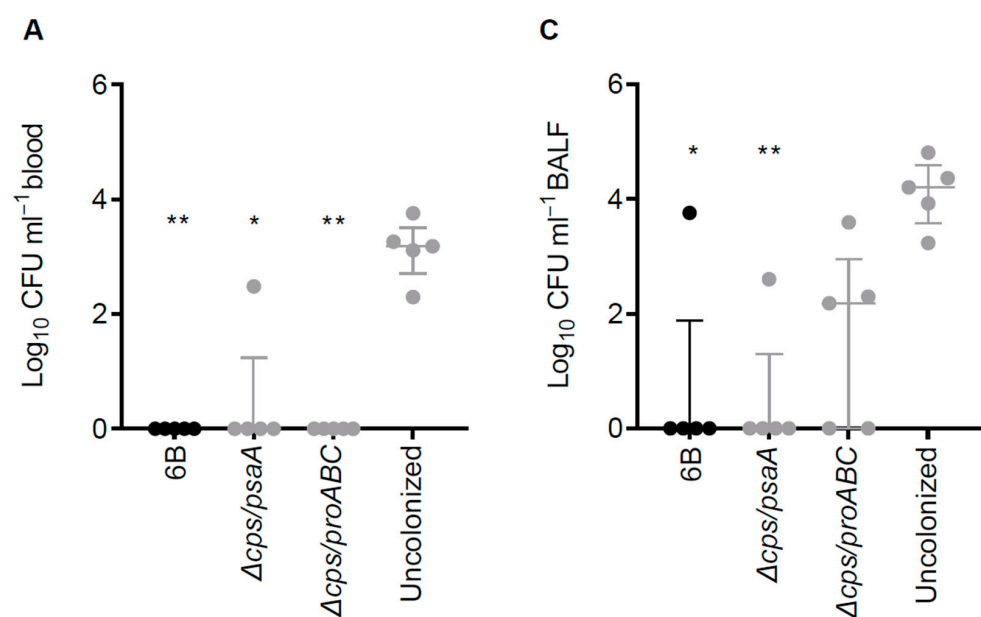 A
Log₁₀ CFU ml⁻¹ blood
6
4
2
0
** * **
6B
Δcps/psaA
Δcps/proABC
Uncolonized
C
Log₁₀ CFU ml⁻¹ BALF
6
4
2
0
* **
6B
Δcps/psaA
Δcps/proABC
Uncolonized